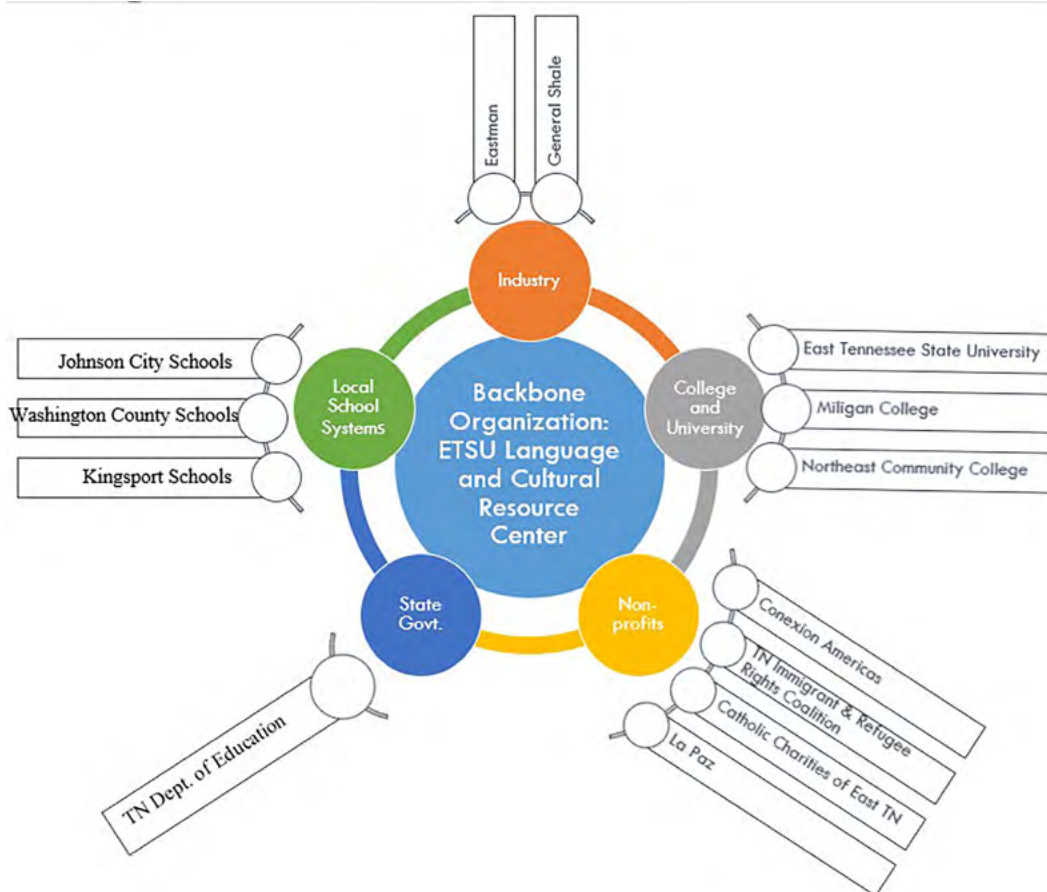 Eastman
General Shale
Industry
Johnson City Schools
Washington County Schools
Kingsport Schools
Local
School
Systems
Backbone
Organization:
ETSU Language
and Cultural
Resource
Center
College
and
University
East Tennessee State University
Miligan College
Northeast Community College
State
Govt.
Non-
profits
TN Dept. of Education
Conexion Americas
TN Immigrant & Refugee
Rights Coalition
Catholic Charities of East TN
La Paz